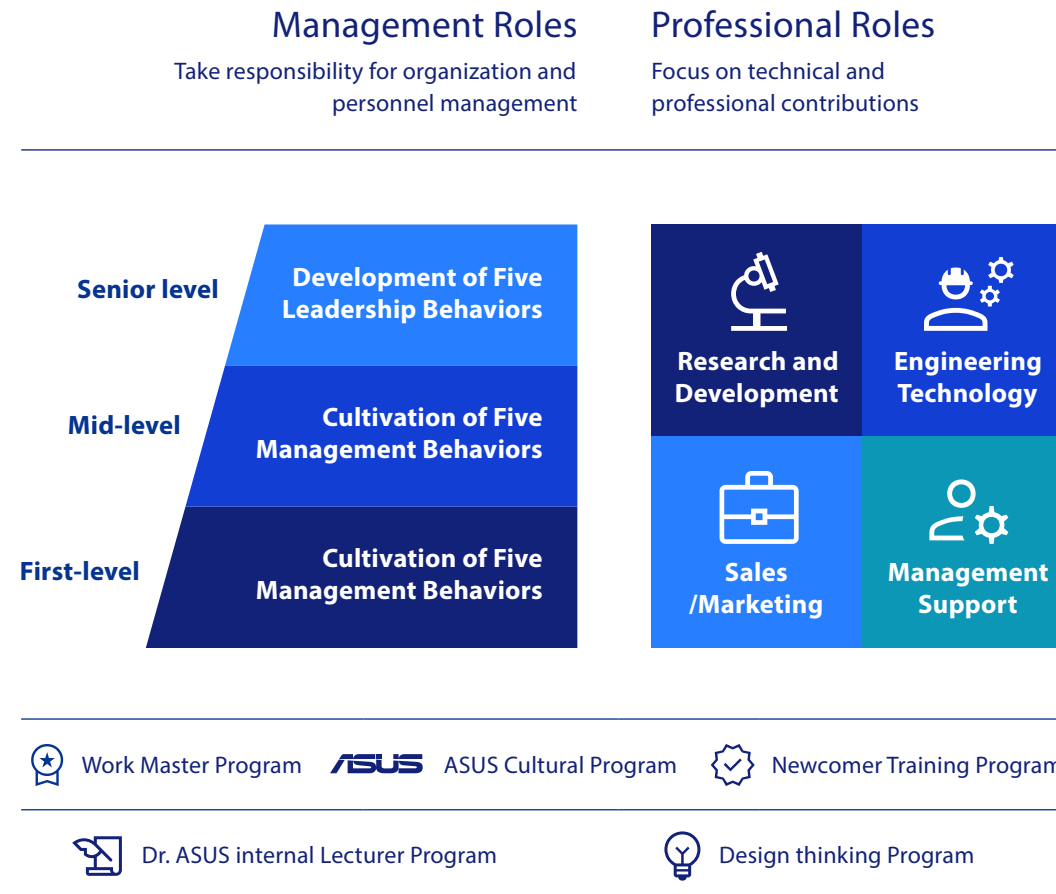 Management Roles
Take responsibility for organization and
personnel management
Professional Roles
Focus on technical and
professional contributions
Senior level
Development of Five
Leadership Behaviors
Mid-level
Cultivation of Five
Management Behaviors
First-level
Cultivation of Five
Management Behaviors
Research and
Development
Engineering
Technology
Sales
/Marketing
Management
Support
Work Master Program
ASUS
ASUS Cultural Program
Newcomer Training Program
Dr. ASUS internal Lecturer Program
Design thinking Program